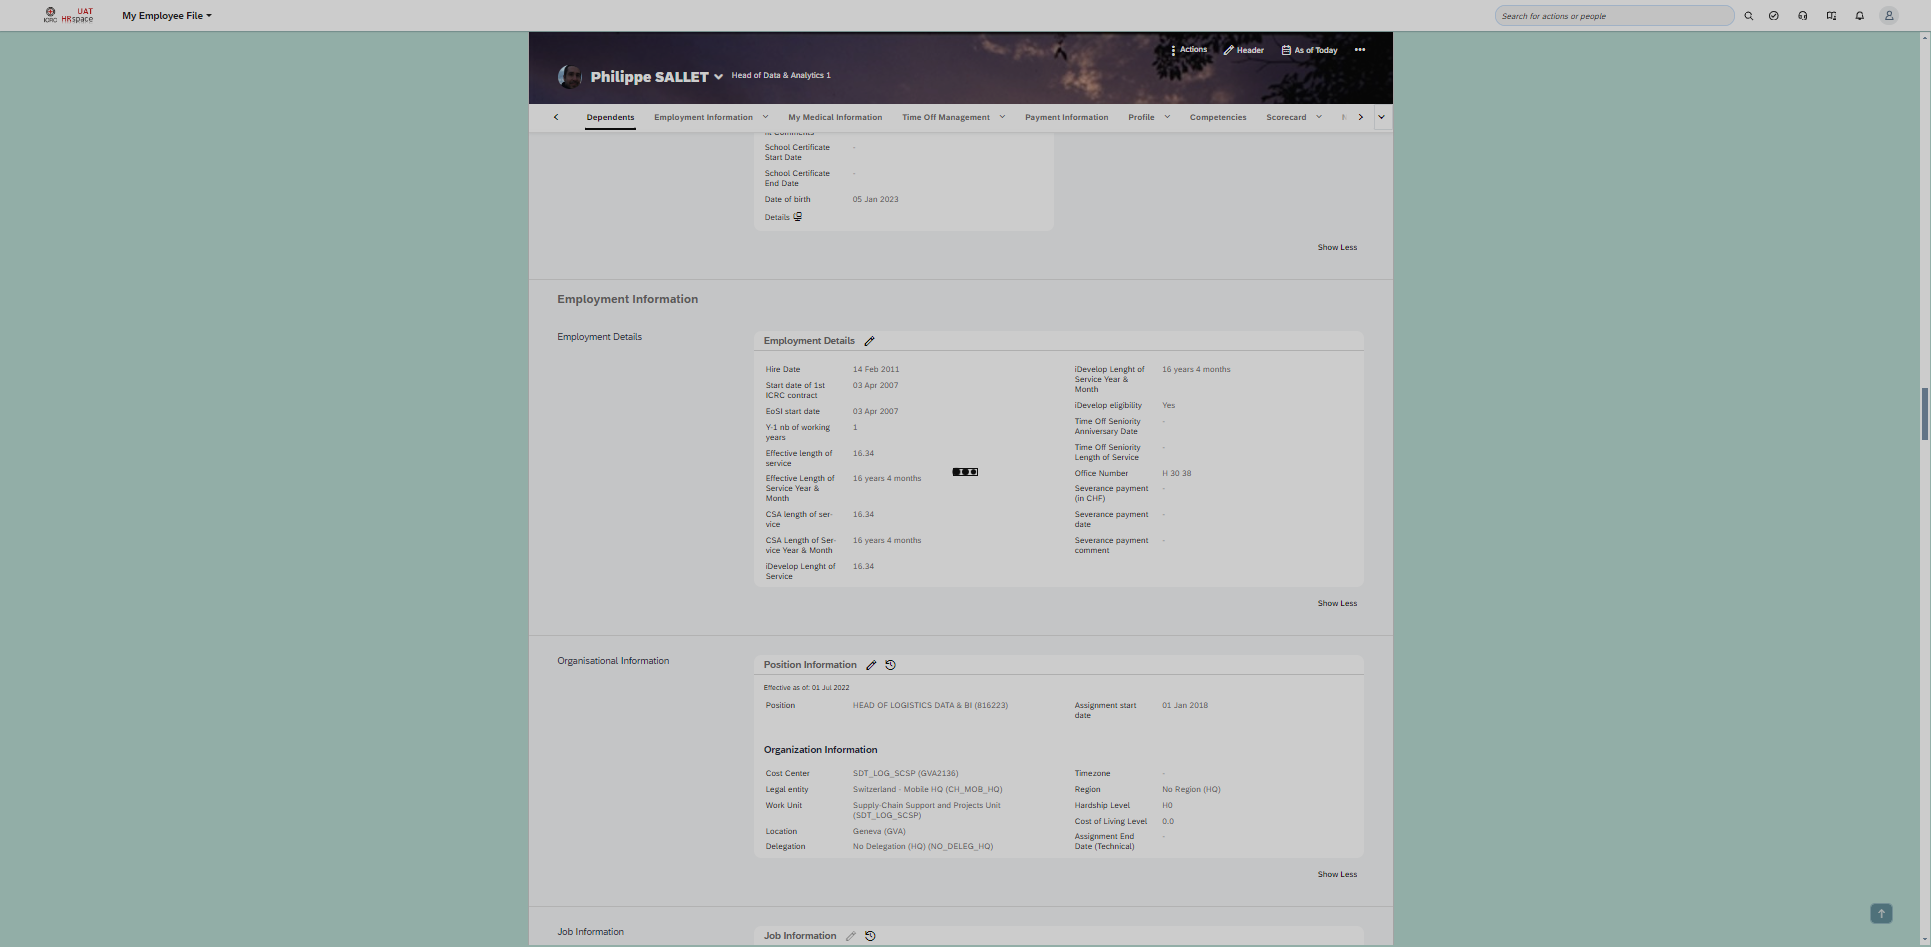 ICRC UAT HRspace
My Employee File
Search for actions or people
Actions
Header
As of Today
Philippe SALLET
Head of Data & Analytics 1
Dependents
Employment Information
My Medical Information
Time Off Management
Payment Information
Profile
Competencies
Scorecard
School Certificate
Start Date
-
School Certificate
End Date
-
Date of birth 05 Jan 2023
Details
Show Less
Employment Information
Employment Details
Employment Details
Hire Date 14 Feb 2011
Start date of 1st
ICRC contract
03 Apr 2007
EoSI start date 03 Apr 2007
Y-1 nb of working
years
1
Effective length of
service
16.34
Effective Length of
Service Year &
Month
16 years 4 months
CSA length of ser-
vice
16.34
CSA Length of Ser-
vice Year & Month
16 years 4 months
iDevelop Lenght of
Service
16.34
iDevelop Lenght of
Service Year &
Month
16 years 4 months
iDevelop eligibility Yes
Time Off Seniority
Anniversary Date
-
Time Off Seniority
Length of Service
-
Office Number H 30 38
Severance payment
(in CHF)
-
Severance payment
date
-
Severance payment
comment
-
Show Less
Organisational Information
Position Information
Effective as of: 01 Jul 2022
Position HEAD OF LOGISTICS DATA & BI (816223)
Assignment start
date
01 Jan 2018
Organization Information
Cost Center SDT_LOG_SCSP (GVA2136)
Legal entity Switzerland - Mobile HQ (CH_MOB_HQ)
Work Unit Supply-Chain Support and Projects Unit
(SDT_LOG_SCSP)
Location Geneva (GVA)
Delegation No Delegation (HQ) (NO_DELEG_HQ)
Timezone -
Region No Region (HQ)
Hardship Level H0
Cost of Living Level 0.0
Assignment End
Date (Technical)
-
Show Less
Job Information
Job Information